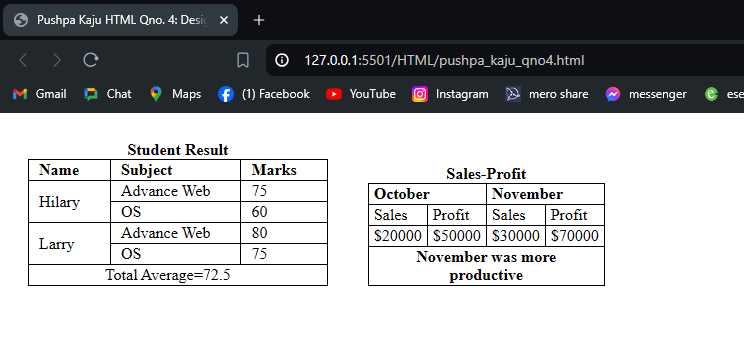 Pushpa Kaju HTML Qno. 4: Desig
127.0.0.1:5501/HTML/pushpa_kaju_qno4.html
Gmail Chat Maps (1) Facebook YouTube Instagram mero share messenger ese
Student Result
Name Subject Marks
Hilary Advance Web 75
OS 60
Larry Advance Web 80
OS 75
Total Average=72.5
Sales-Profit
October November
Sales Profit Sales Profit
$20000 $50000 $30000 $70000
November was more
productive